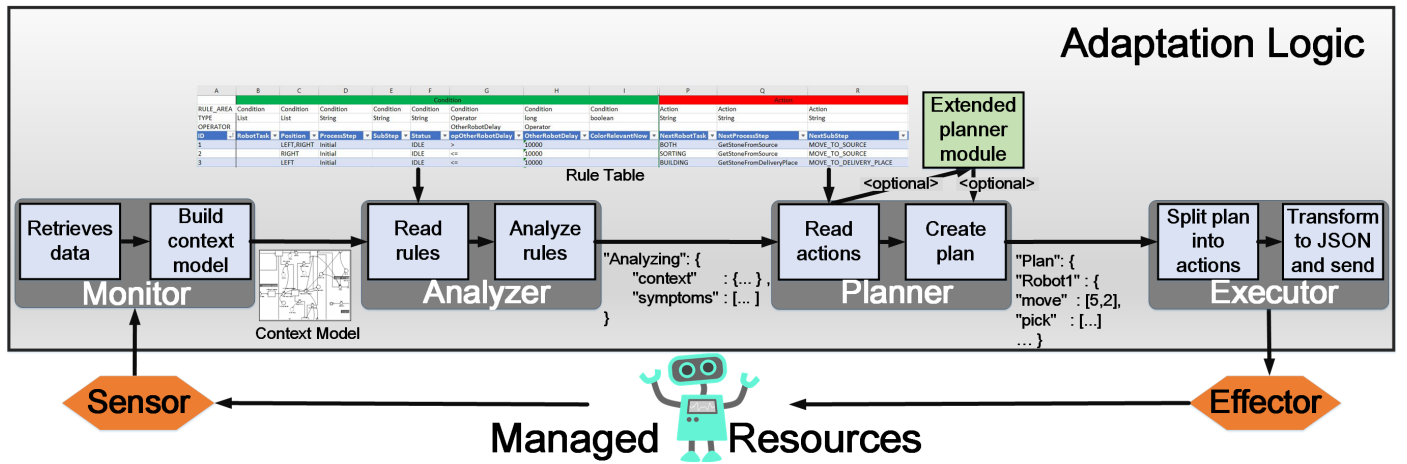 Adaptation Logic
A B C D E F G H I P Q R
Condition Action
RULE_AREA Condition Condition Condition Condition Condition Condition Condition Condition Action Action Action
TYPE List List String String String Operator long boolean String String String
OPERATOR OtherRobotDelay Operator
ID RobotTask Position ProcessStep SubStep Status opOtherRobotDelay OtherRobotDelay ColorRelevantNow NextRobotTask NextProcessStep NextSubStep
1 LEFT,RIGHT Initial IDLE > 10000 BOTH GetStoneFromSource MOVE_TO_SOURCE
2 RIGHT Initial IDLE <= 10000 SORTING GetStoneFromSource MOVE_TO_SOURCE
3 LEFT Initial IDLE <= 10000 BUILDING GetStoneFromDeliveryPlace MOVE_TO_DELIVERY_PLACE
Rule Table
Extended
planner
module
<optional>
<optional>
Retrieves
data
Build
context
model
Monitor
Context Model
Read
rules
Analyze
rules
Analyzer
"Analyzing": {
"context" : {... } ,
"symptoms" : [... ]
}
Read
actions
Create
plan
Planner
"Plan": {
"Robot1" : {
"move" : [5,2],
"pick" : [...]
... }
Split plan
into
actions
Transform
to JSON
and send
Executor
Sensor
Managed Resources
Effector